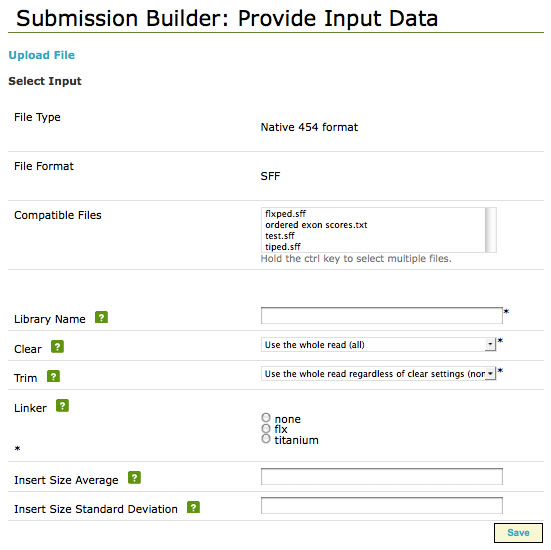 Submission Builder: Provide Input Data
Upload File
Select Input
File Type
Native 454 format
File Format
SFF
Compatible Files
flxped.sff
ordered exon scores.txt
test.sff
tiped.sff
Hold the ctrl key to select multiple files.
Library Name ? *
Clear ? Use the whole read (all) *
Trim ? Use the whole read regardless of clear settings (nor *
Linker ?
none
flx
titanium
*
Insert Size Average ?
Insert Size Standard Deviation ?
Save